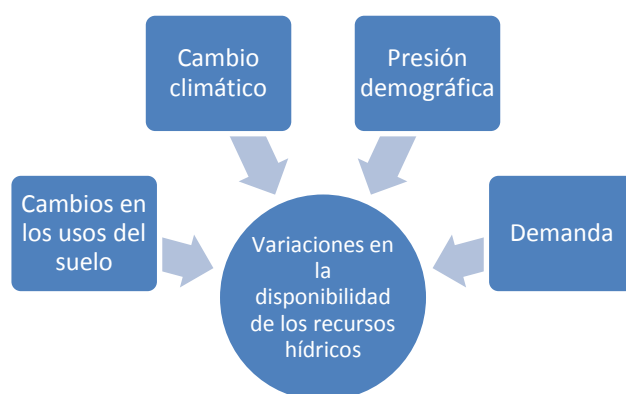 Cambio
climático
Presión
demográfica
Cambios en
los usos del
suelo
Demanda
Variaciones en
la
disponibilidad
de los recursos
hídricos